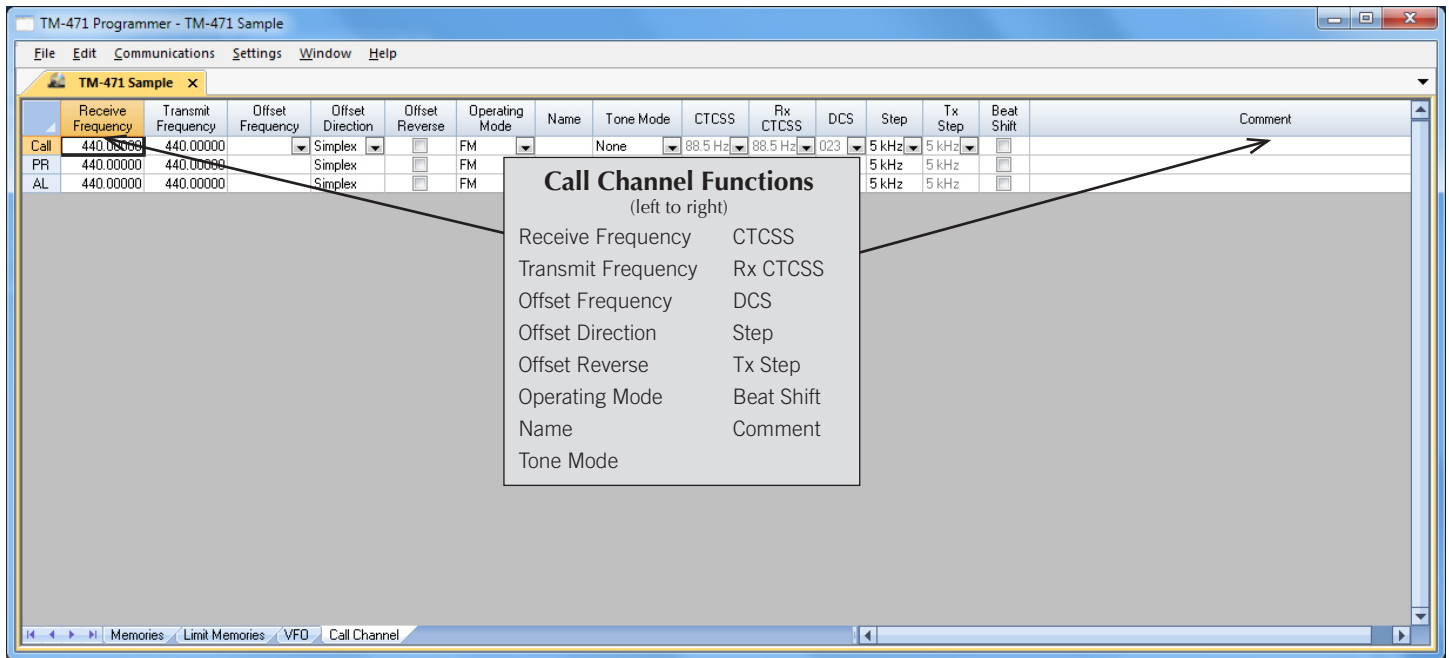 TM-471 Programmer - TM-471 Sample
File Edit Communications Settings Window Help
TM-471 Sample X
Receive Frequency Transmit Frequency Offset Frequency Offset Direction Offset Reverse Operating Mode Name Tone Mode CTCSS Rx CTCSS DCS Step Tx Step Beat Shift Comment
Call 440.00000 440.00000 Simplex FM None 88.5 Hz 88.5 Hz 023 5 kHz 5 kHz
PR 440.00000 440.00000 Simplex FM 5 kHz 5 kHz
AL 440.00000 440.00000 Simplex FM 5 kHz 5 kHz
Call Channel Functions
(left to right)
Receive Frequency CTCSS
Transmit Frequency Rx CTCSS
Offset Frequency DCS
Offset Direction Step
Offset Reverse Tx Step
Operating Mode Beat Shift
Name Comment
Tone Mode
Memories Limit Memories VFO Call Channel